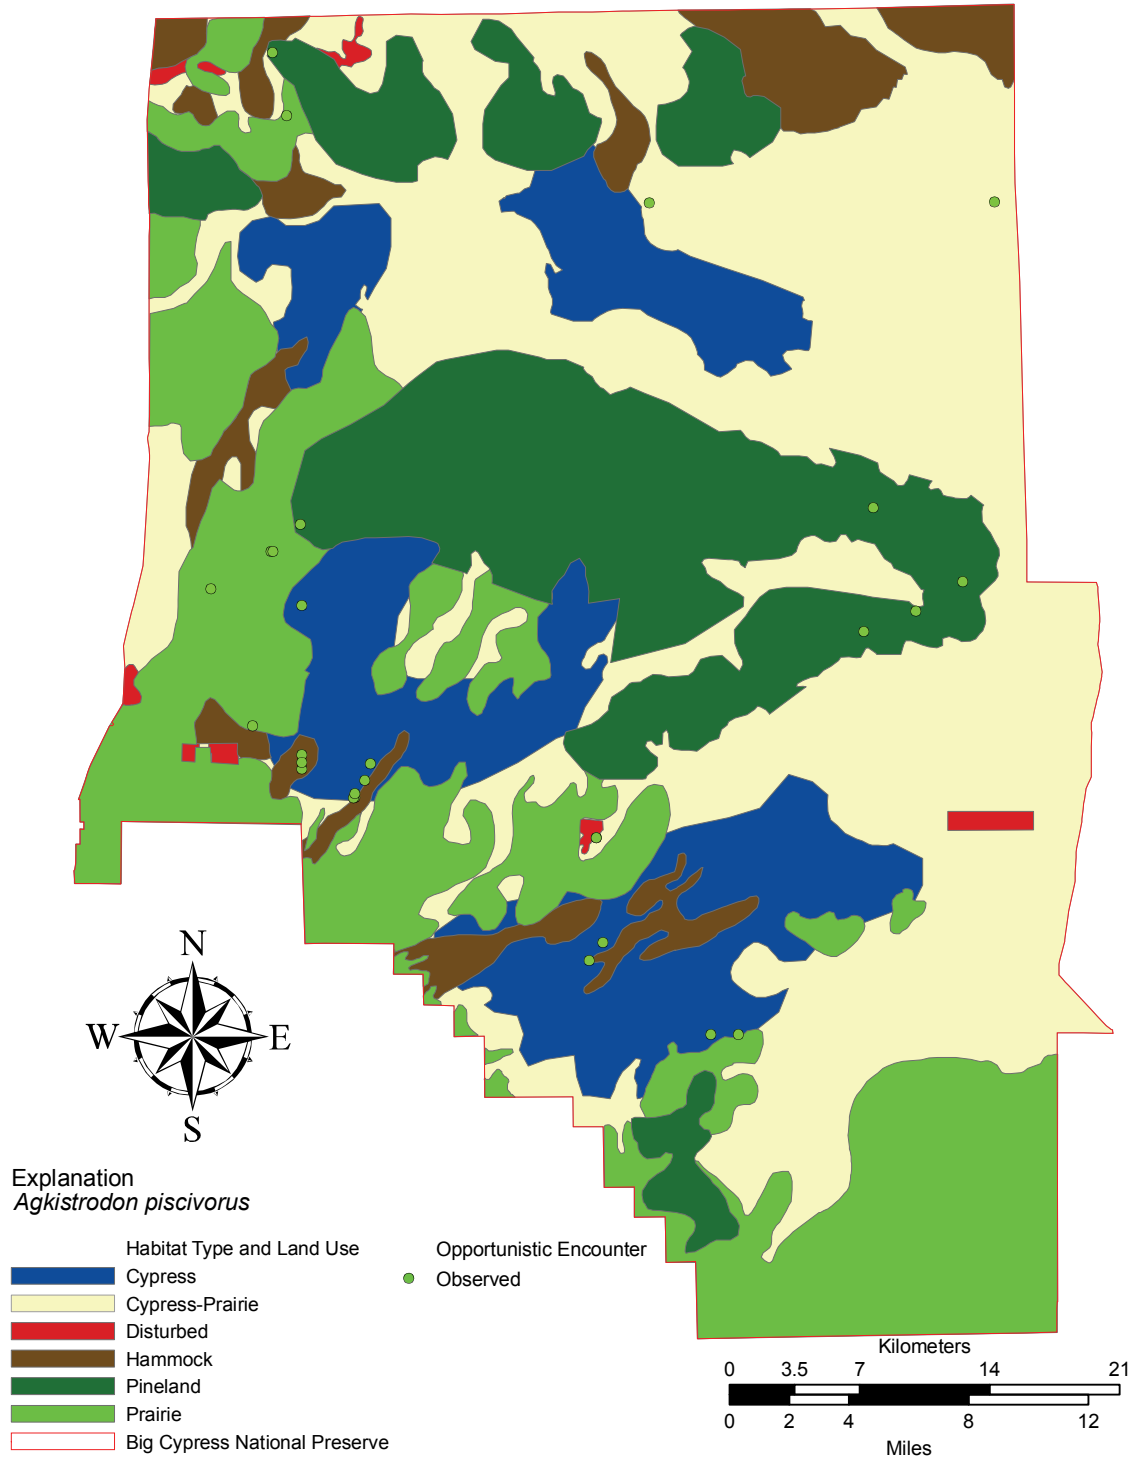 N
W E
S
Explanation
Agkistrodon piscivorus
Habitat Type and Land Use
Cypress
Cypress-Prairie
Disturbed
Hammock
Pineland
Prairie
Big Cypress National Preserve
Opportunistic Encounter
Observed
Kilometers
0 3.5 7 14 21
0 2 4 8 12
Miles